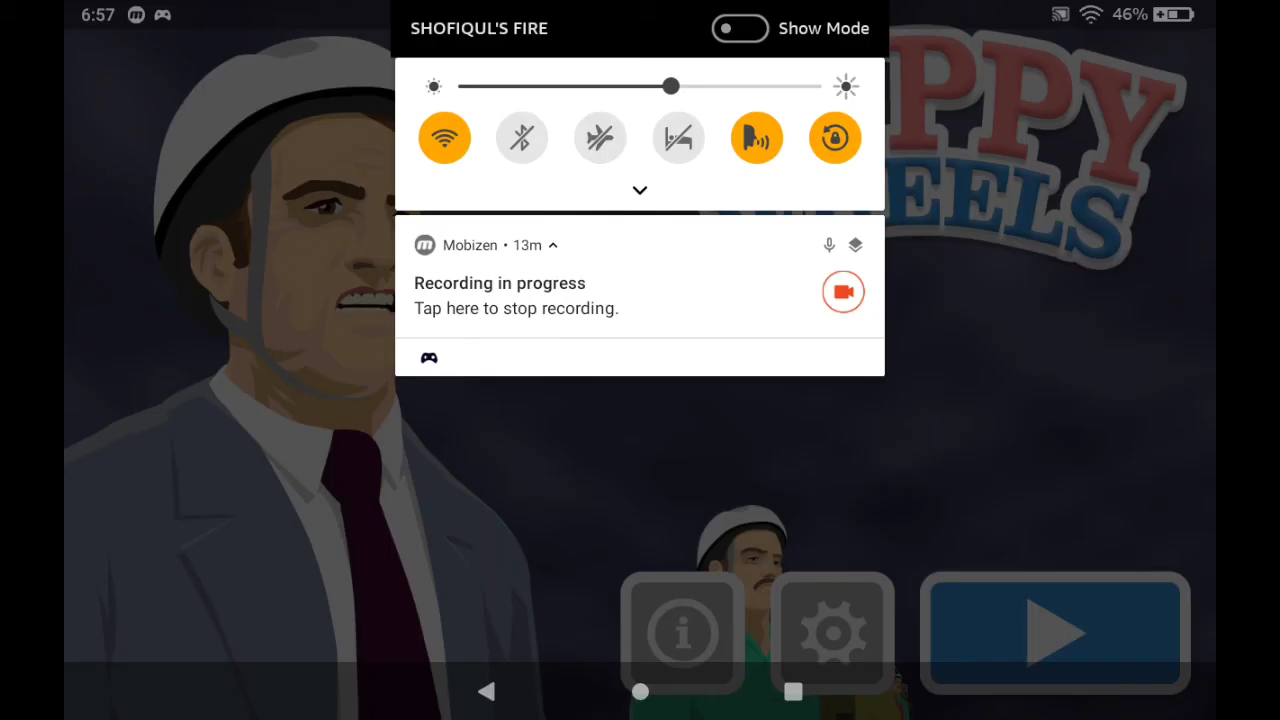 6:57
46%
SHOFIQUL'S FIRE
Show Mode
Mobizen • 13m
Recording in progress
Tap here to stop recording.
PPY
EELS